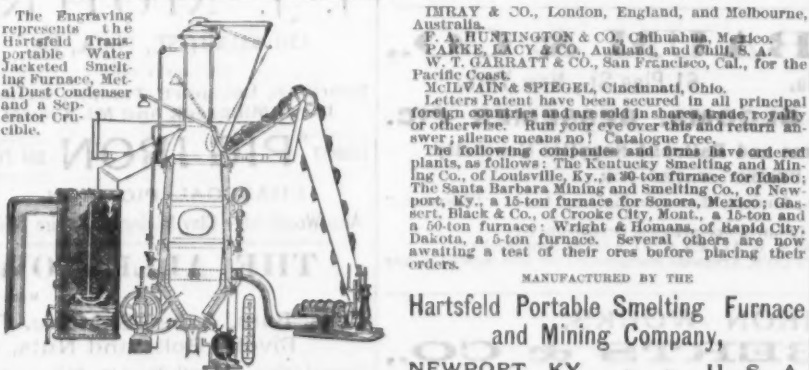 The Engraving
represents the
Hartsfeld Trans-
portable Water
Jacketed Smelt-
ing Furnace, Met-
al Dust Condenser
and a Sep-
erator Cru-
cible.
IMRAY & CO., London, England, and Melbourne
Australia.
F. A. HUNTINGTON & CO., Chihuahua, Mexico.
PARKE, LACY & CO., Aukland, and Chili, S. A.
W. T. GARRATT & CO., San Francisco, Cal., for the
Pacific Coast.
McILVAIN & SPIEGEL, Cincinnati, Ohio.
Letters Patent have been secured in all principal
foreign countries and are sold in shares, trade, royalty
or otherwise. Run your eye over this and return an-
swer; silence means no! Catalogue free.
The following companies and firms have ordered
plants, as follows: The Kentucky Smelting and Min-
ing Co., of Louisville, Ky., a 30-ton furnace for Idaho;
The Santa Barbara Mining and Smelting Co., of New-
port, Ky., a 15-ton furnace for Sonora, Mexico; Gas-
sert, Black & Co., of Crooke City, Mont., a 15-ton and
a 50-ton furnace; Wright & Homans, of Rapid City,
Dakota, a 5-ton furnace. Several others are now
awaiting a test of their ores before placing their
orders.
MANUFACTURED BY THE
Hartsfeld Portable Smelting Furnace
and Mining Company,
NEWPORT, KY. U. S. A.